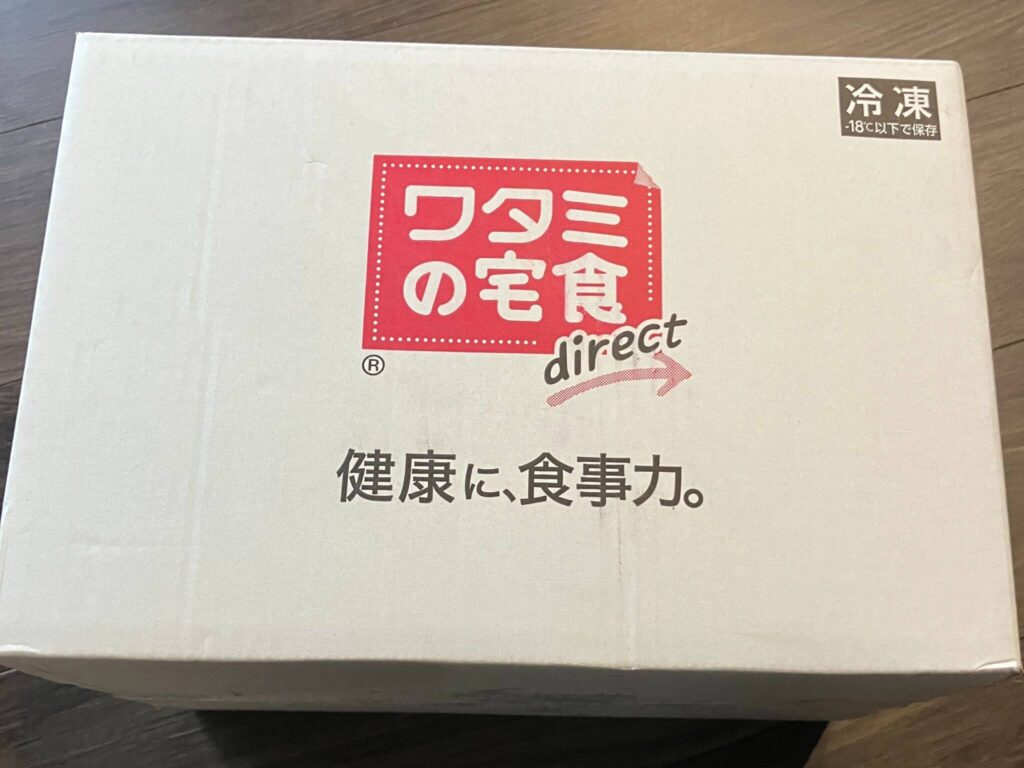 冷凍
-18℃以下で保存
ワタミ
の宅食
direct
®
健康に、食事力。